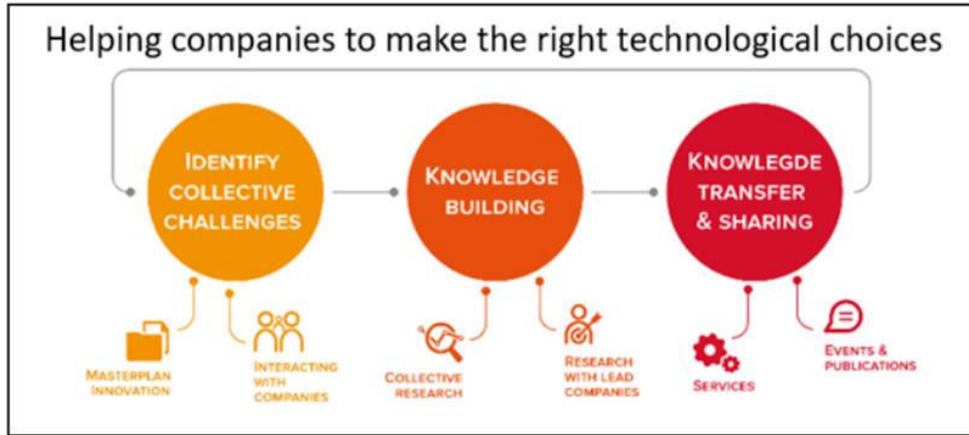 Helping companies to make the right technological choices
IDENTIFY
COLLECTIVE
CHALLENGES
KNOWLEDGE
BUILDING
KNOWLEGDE
TRANSFER
& SHARING
MASTERPLAN
INNOVATION
INTERACTING
WITH
COMPANIES
COLLECTIVE
RESEARCH
RESEARCH
WITH LEAD
COMPANIES
SERVICES
EVENTS &
PUBLICATIONS